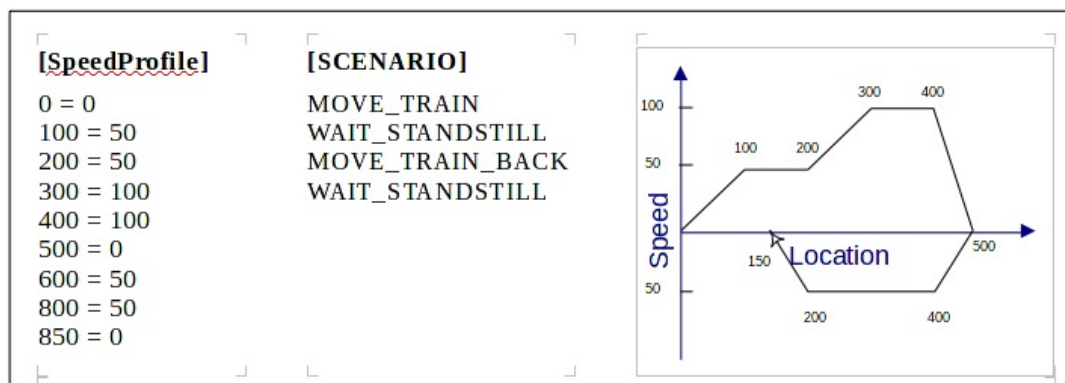 [SpeedProfile]
0 = 0
100 = 50
200 = 50
300 = 100
400 = 100
500 = 0
600 = 50
800 = 50
850 = 0
[SCENARIO]
MOVE_TRAIN
WAIT_STANDSTILL
MOVE_TRAIN_BACK
WAIT_STANDSTILL
300 400
100
100 200
50
Speed
500
150 Location
50
200 400